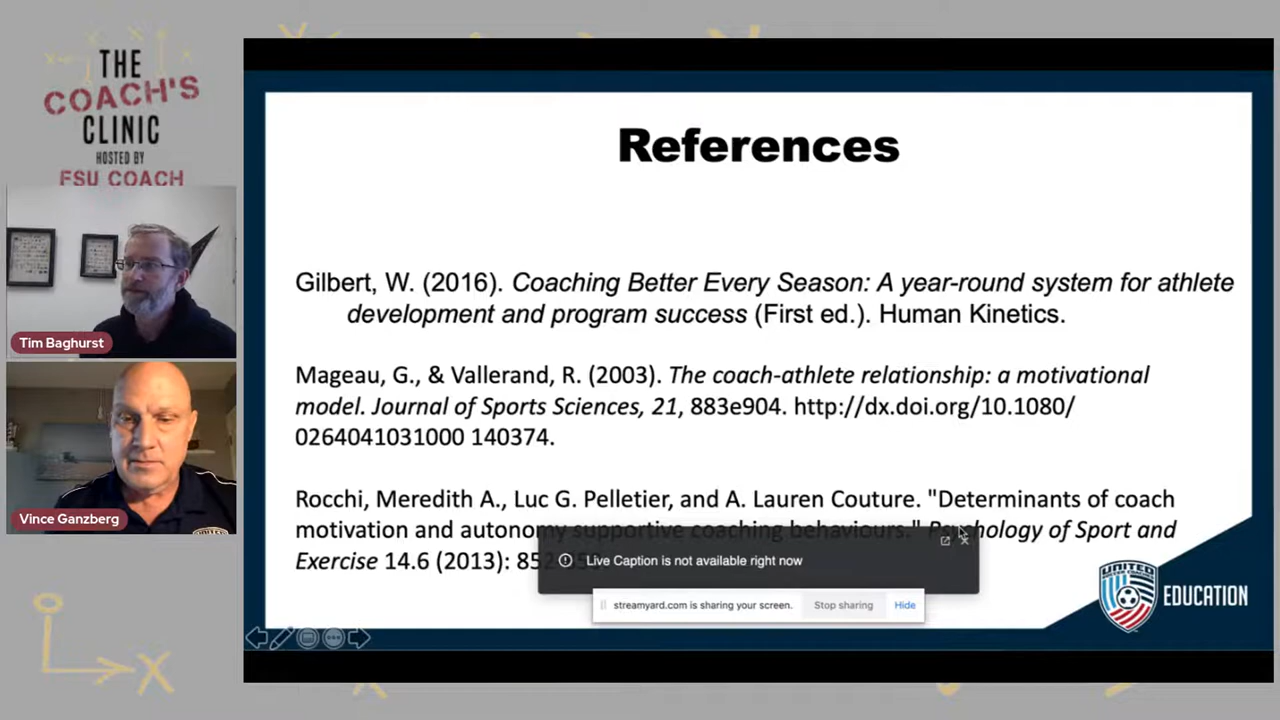 THE
COACH'S
CLINIC
HOSTED BY
FSU COACH
Tim Baghurst
Vince Ganzberg
References
Gilbert, W. (2016). Coaching Better Every Season: A year-round system for athlete
development and program success (First ed.). Human Kinetics.
Mageau, G., & Vallerand, R. (2003). The coach-athlete relationship: a motivational
model. Journal of Sports Sciences, 21, 883e904. http://dx.doi.org/10.1080/
0264041031000 140374.
Rocchi, Meredith A., Luc G. Pelletier, and A. Lauren Couture. "Determinants of coach
motivation and autonomy supportive coaching behaviours." Psychology of Sport and
Exercise 14.6 (2013): 852
Live Caption is not available right now
streamyard.com is sharing your screen.
Stop sharing
Hide
UNITED
EDUCATION